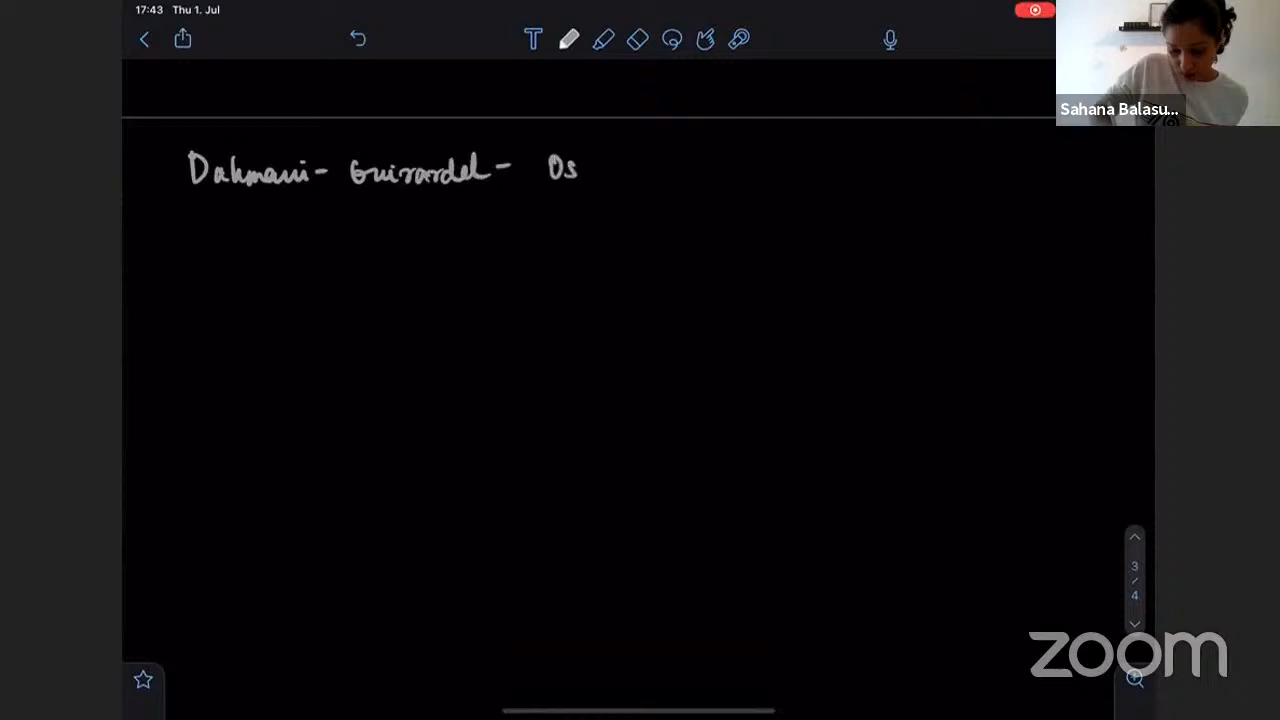 17:43 Thu 1. Jul
Sahana Balasu...
Dahmani - Guirardel - Os
3
/
4
zoom